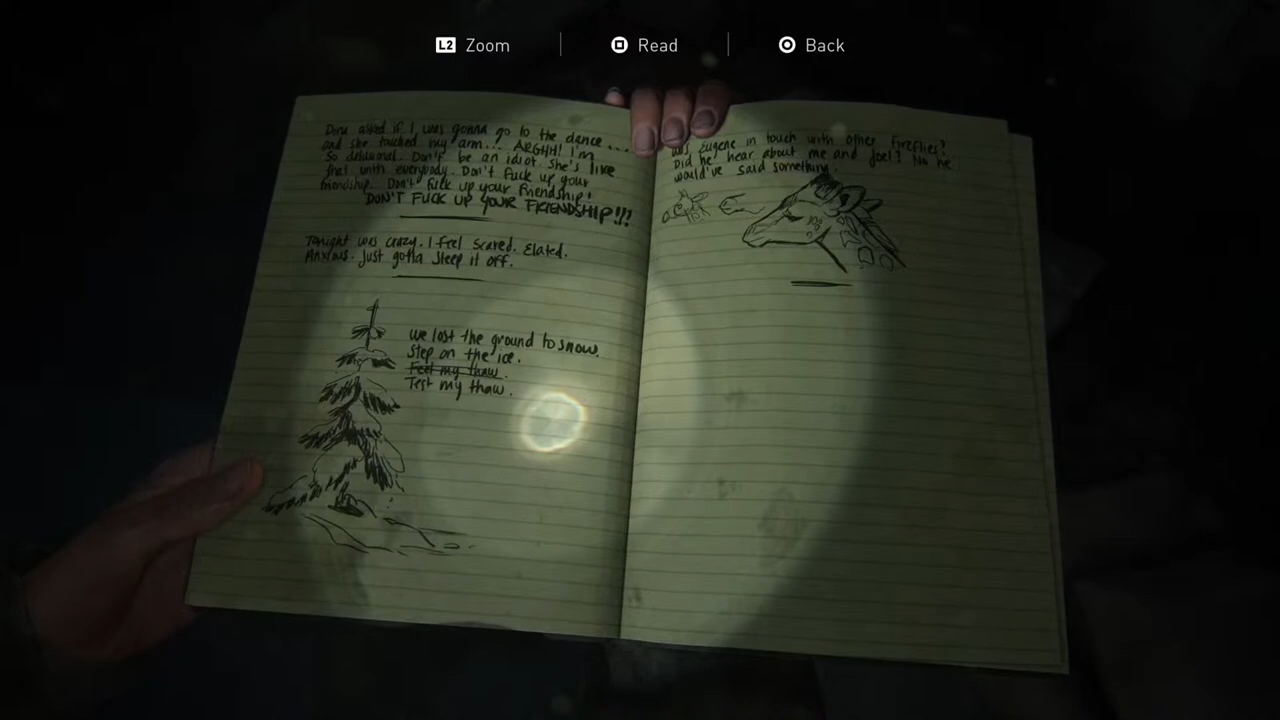 L2 Zoom
Read
Back
Dina asked if I was gonna go to the dance...
and she touched my arm... ARGHH! I'm
so delusional... Don't be an idiot. She's like
that with everybody. Don't fuck up your
friendship. Don't fuck up your friendship!
DON'T FUCK UP YOUR FRIENDSHIP!!!
Tonight was crazy. I feel scared. Elated.
Anxious. Just gotta sleep it off.
We lost the ground to snow.
Step on the ice.
Feel my thaw.
Test my thaw.
Was Eugene in touch with other fireflies?
Did he hear about me and Joel? No he
would've said something.